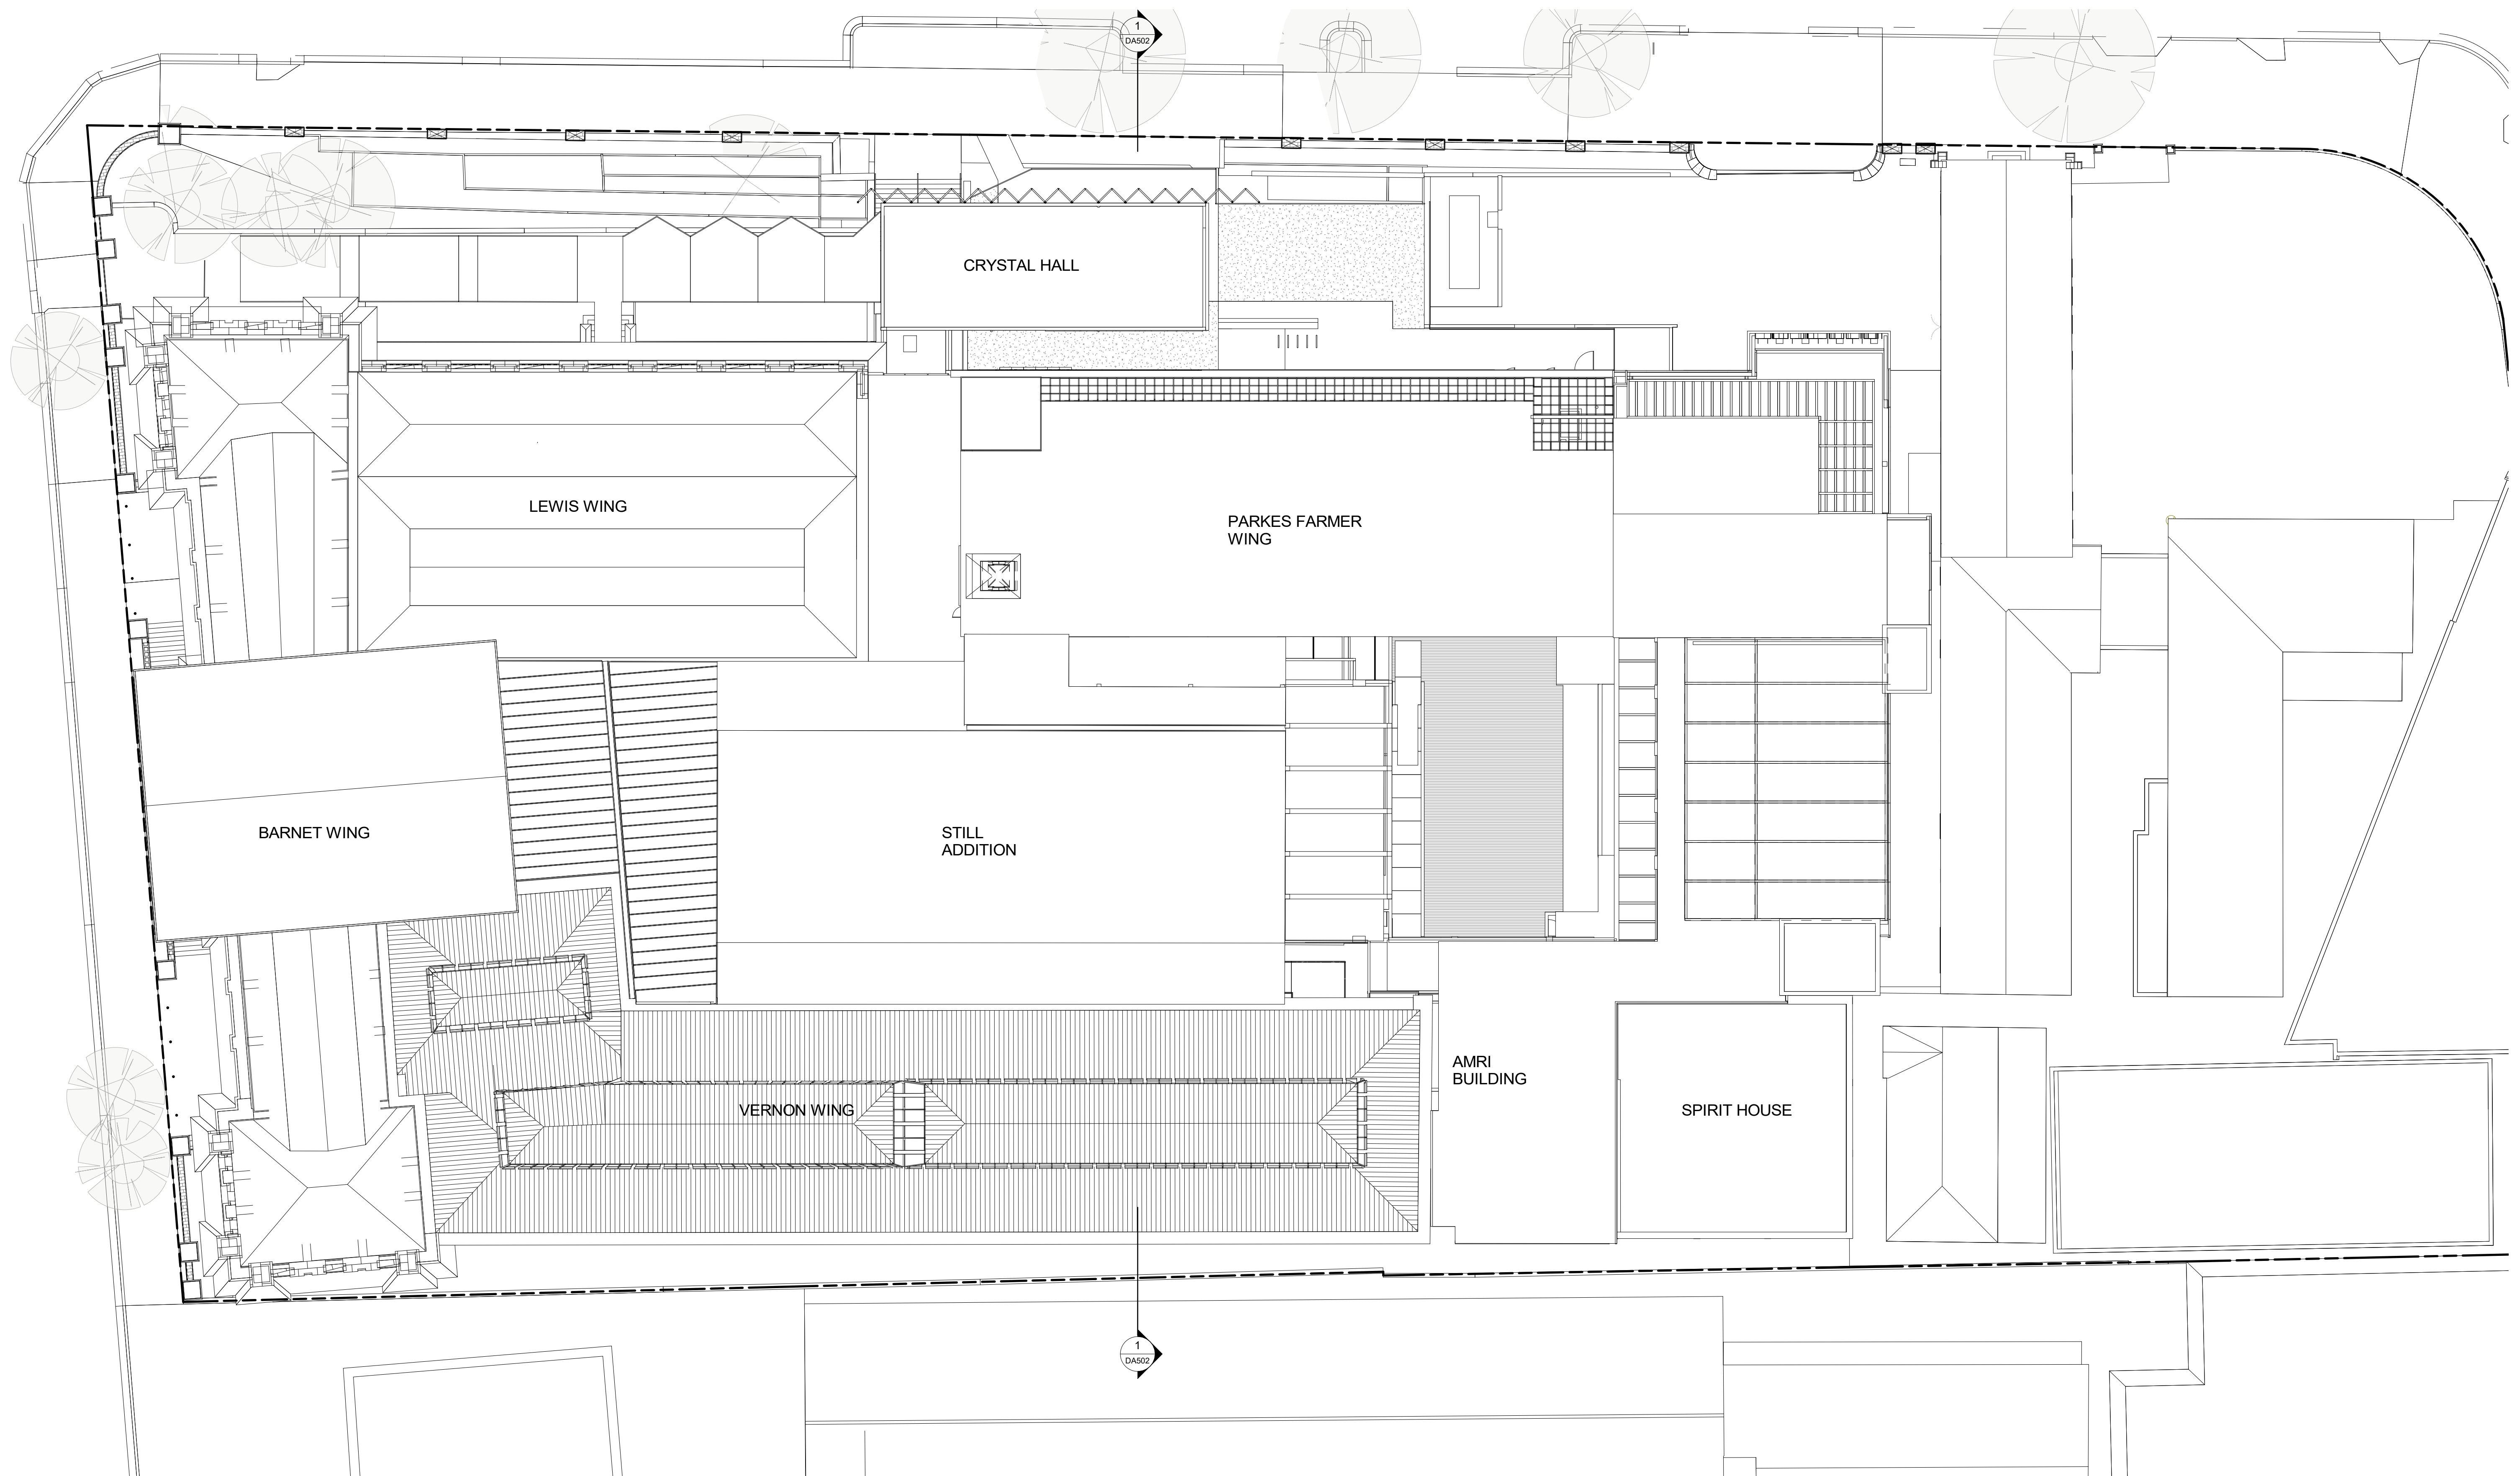 1
DA502
CRYSTAL HALL
LEWIS WING
PARKES FARMER
WING
BARNET WING
STILL
ADDITION
AMRI
BUILDING
VERNON WING
SPIRIT HOUSE
1
DA502